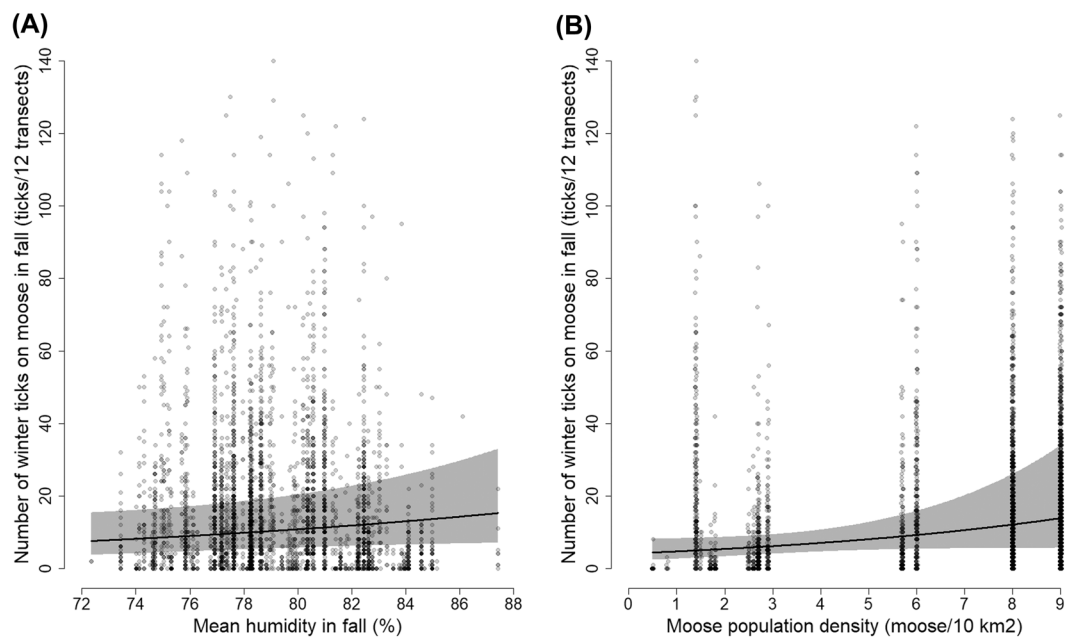 (A)
Number of winter ticks on moose in fall (ticks/12 transects)
140
120
100
80
60
40
20
0
72 74 76 78 80 82 84 86 88
Mean humidity in fall (%)
(B)
Number of winter ticks on moose in fall (ticks/12 transects)
140
120
100
80
60
40
20
0
0 1 2 3 4 5 6 7 8 9
Moose population density (moose/10 km2)